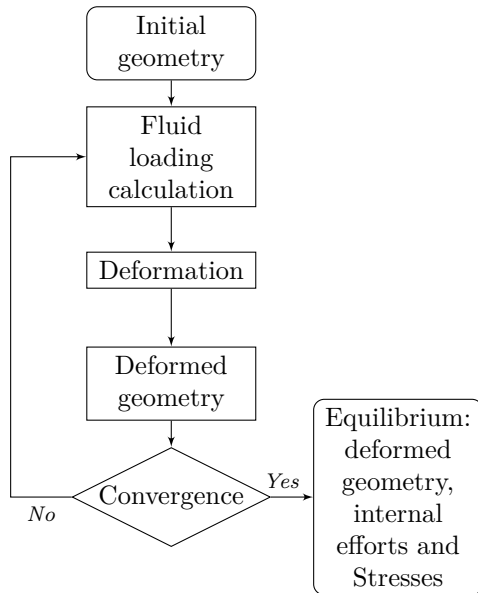 Initial
geometry
Fluid
loading
calculation
Deformation
Deformed
geometry
Convergence
Yes
No
Equilibrium:
deformed
geometry,
internal
efforts and
Stresses